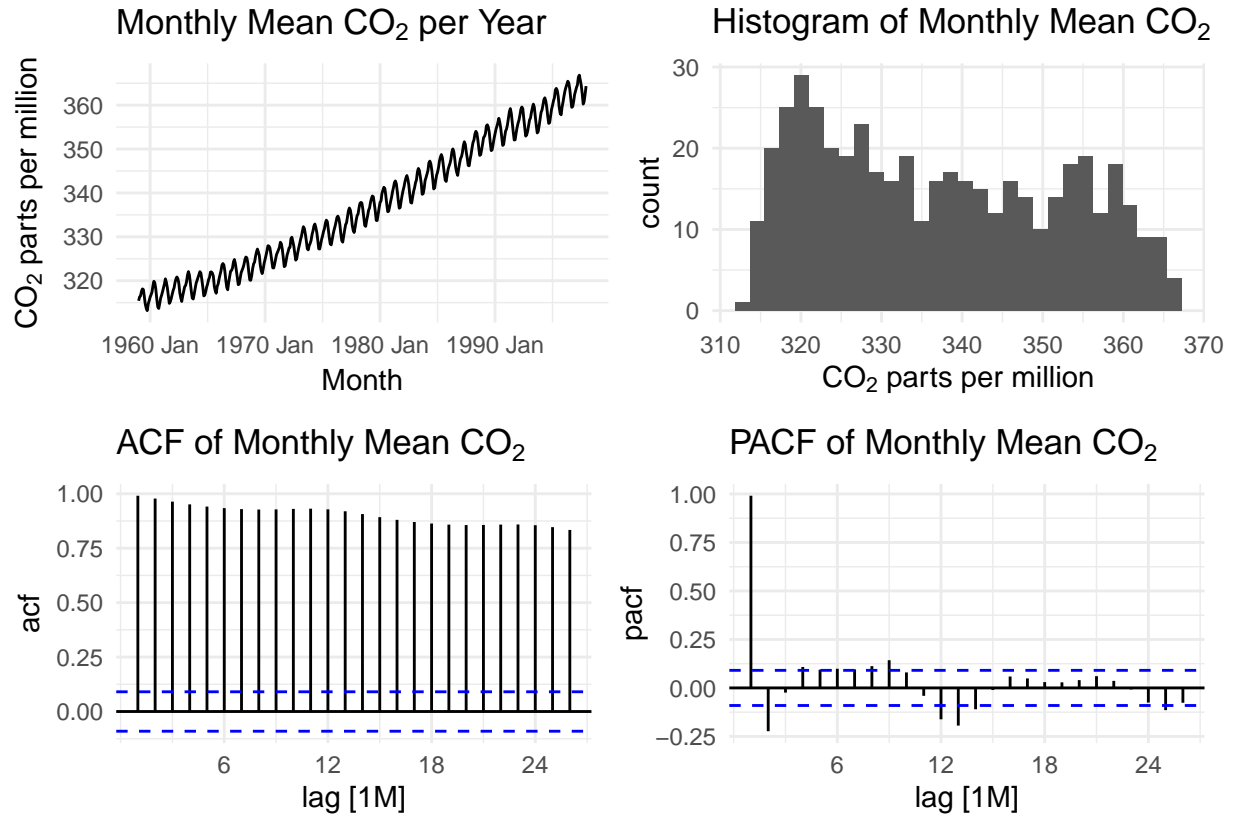 Monthly Mean CO₂ per Year
CO₂ parts per million
360
350
340
330
320
1960 Jan 1970 Jan 1980 Jan 1990 Jan
Month
Histogram of Monthly Mean CO₂
count
30
20
10
0
310 320 330 340 350 360 370
CO₂ parts per million
ACF of Monthly Mean CO₂
acf
1.00
0.75
0.50
0.25
0.00
6 12 18 24
lag [1M]
PACF of Monthly Mean CO₂
pacf
1.00
0.75
0.50
0.25
0.00
−0.25
6 12 18 24
lag [1M]